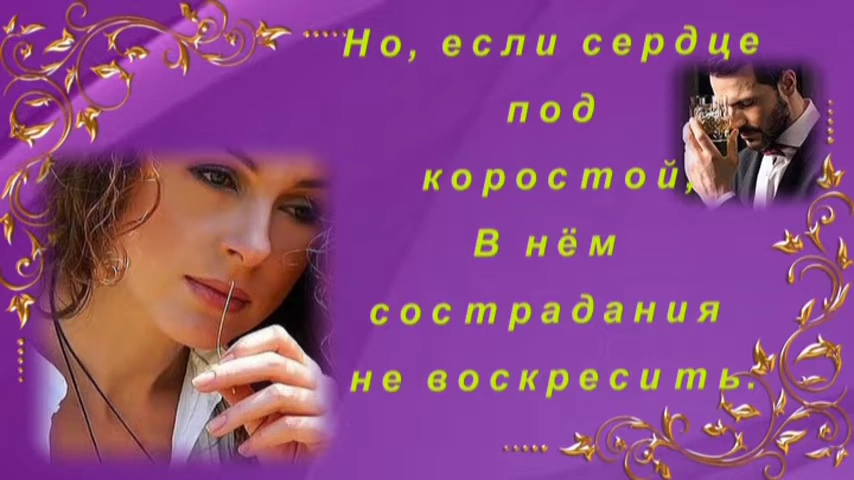 Но, если сердце
под
коростой,
В нём
сострадания
не воскресить.